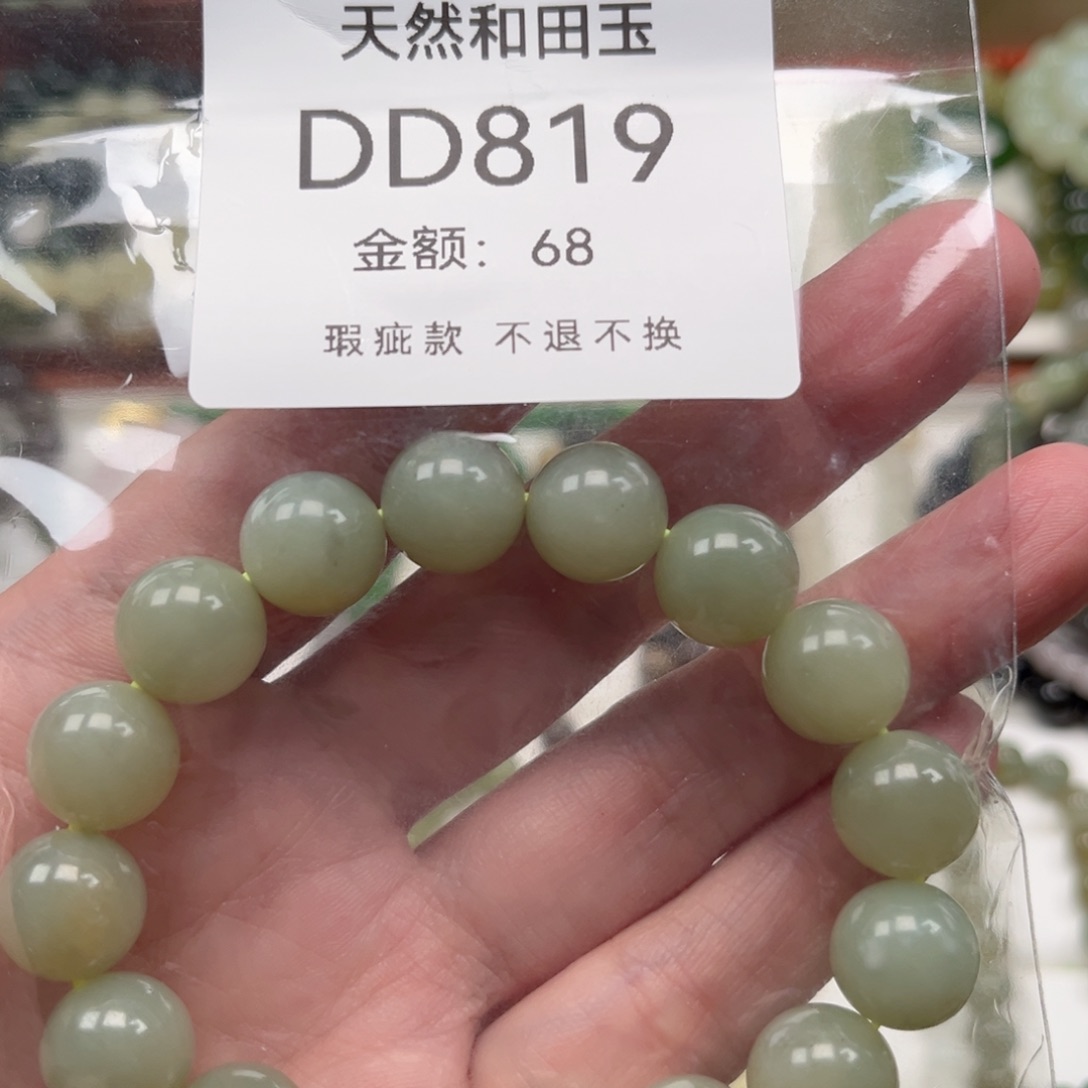 天然和田玉
DD819
金额: 68
瑕疵款 不退不换